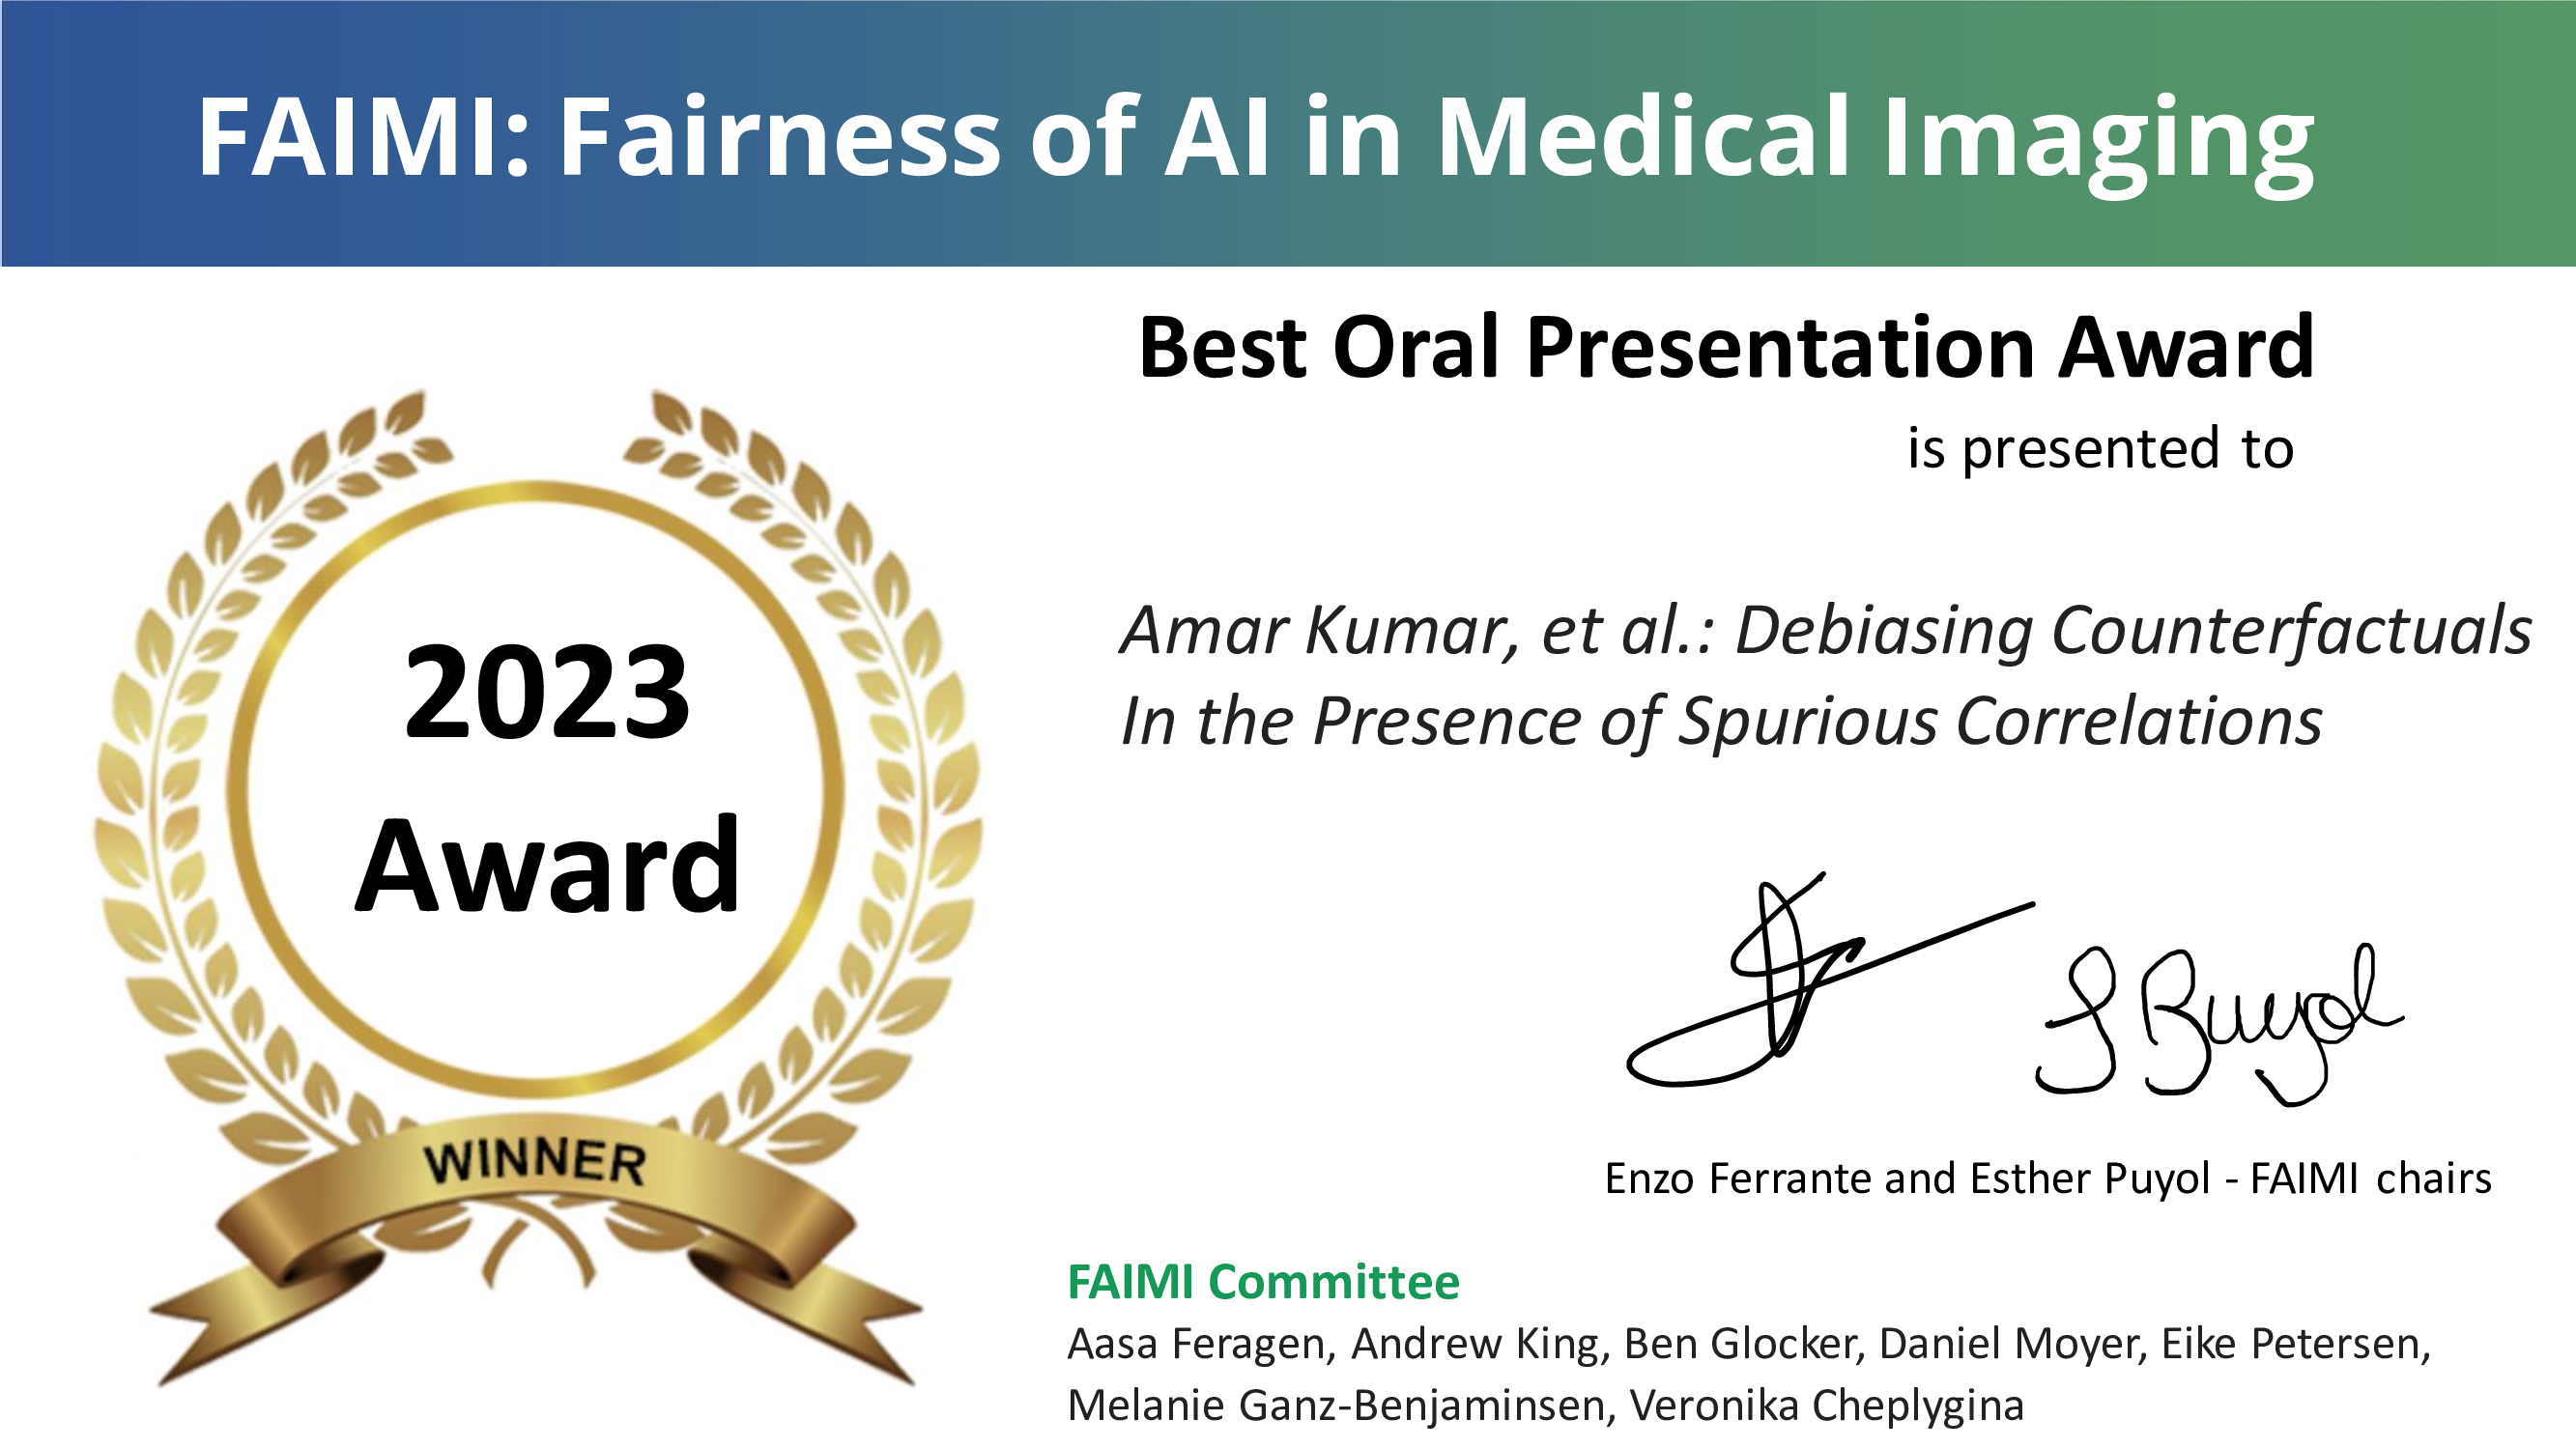 FAIMI: Fairness of AI in Medical Imaging
Best Oral Presentation Award
is presented to
Amar Kumar, et al.: Debiasing Counterfactuals
In the Presence of Spurious Correlations
2023
Award
WINNER
J Buyol
Enzo Ferrante and Esther Puyol - FAIMI chairs
FAIMI Committee
Aasa Feragen, Andrew King, Ben Glocker, Daniel Moyer, Eike Petersen,
Melanie Ganz-Benjaminsen, Veronika Cheplygina